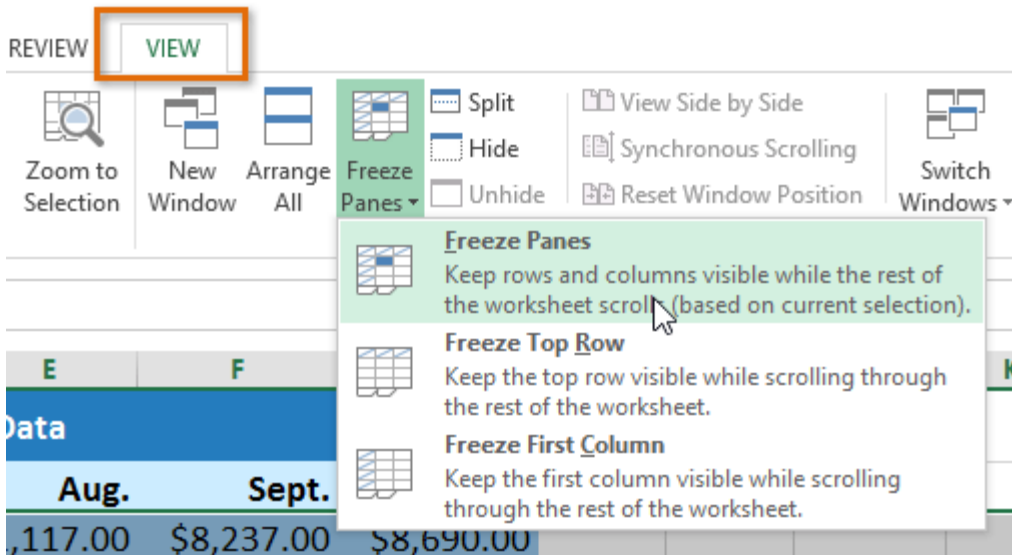 REVIEW VIEW
Zoom to Selection
New Window
Arrange All
Freeze Panes
Split
Hide
Unhide
View Side by Side
Synchronous Scrolling
Reset Window Position
Switch Windows
Freeze Panes
Keep rows and columns visible while the rest of
the worksheet scrolls (based on current selection).
Freeze Top Row
Keep the top row visible while scrolling through
the rest of the worksheet.
Freeze First Column
Keep the first column visible while scrolling
through the rest of the worksheet.
E F K
Data
Aug. Sept.
,117.00 $8,237.00 $8,690.00